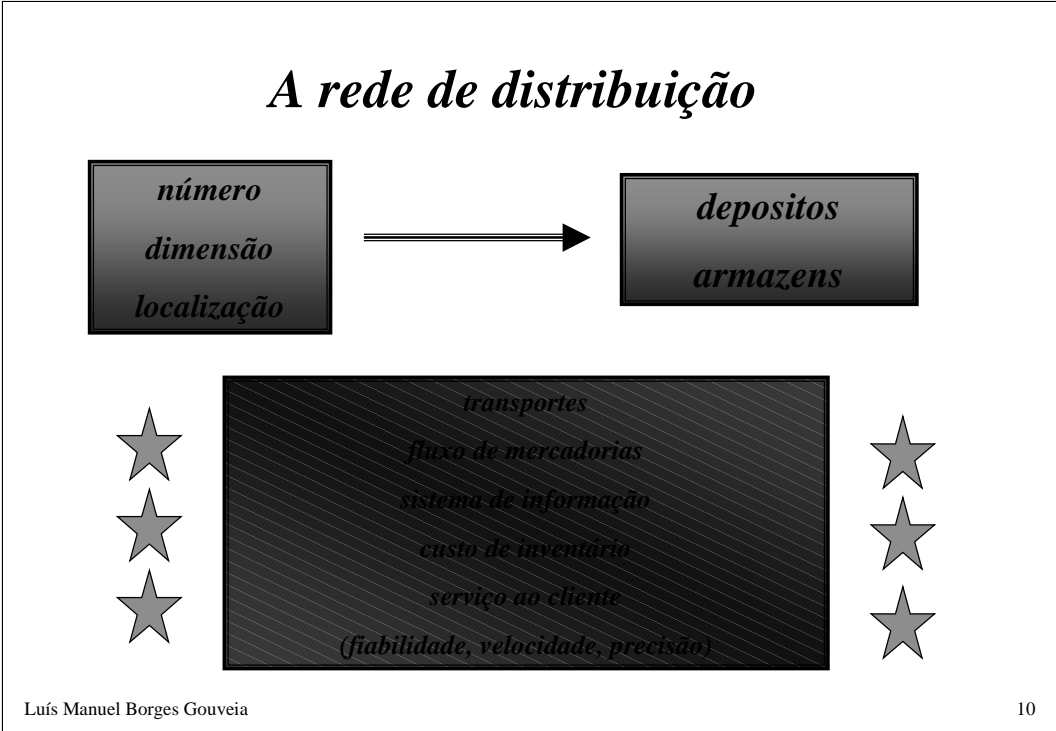 A rede de distribuição
número
dimensão
localização
depositos
armazens
transportes
fluxo de mercadorias
sistema de informação
custo de inventário
serviço ao cliente
(fiabilidade, velocidade, precisão)
Luís Manuel Borges Gouveia
10